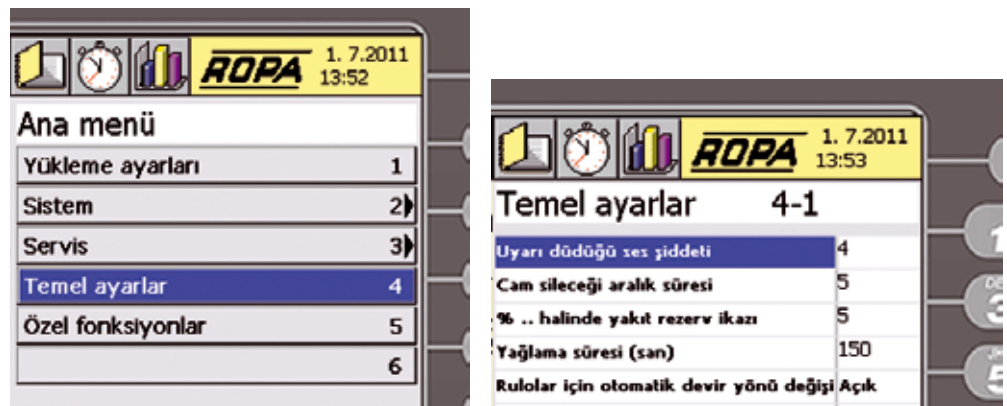 ROPA 1. 7.2011
13:52
Ana menü
Yükleme ayarları 1
Sistem 2
Servis 3
Temel ayarlar 4
Özel fonksiyonlar 5
6
ROPA 1. 7.2011
13:53
Temel ayarlar 4-1
Uyarı düdüğü ses şiddeti 4
Cam sileceği aralık süresi 5
% .. halinde yakıt rezerv ikazı 5
Yağlama süresi (san) 150
Rulolar için otomatik devir yönü değişi Açık
1
3
5